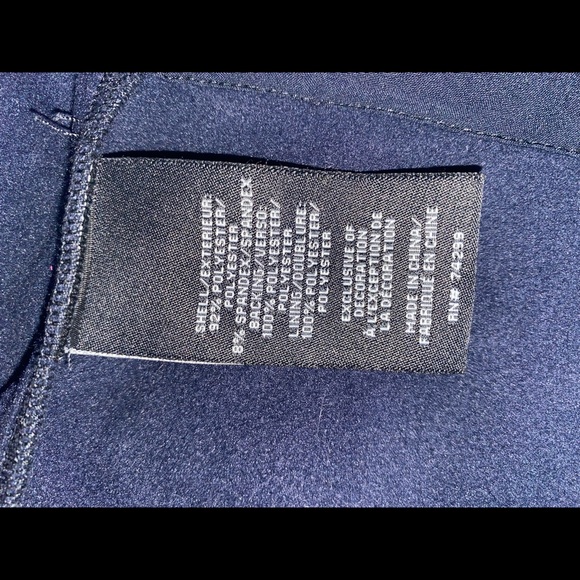 SHELL/EXTERIEUR:
92% POLYESTER/
POLYESTER
8% SPANDEX/SPANDEX
BACKING/VERSO:
100% POLYESTER/
POLYESTER
LINING/DOUBLURE:
100% POLYESTER/
POLYESTER
EXCLUSIVE OF
DECORATION
À L'EXCEPTION DE
LA DÉCORATION
MADE IN CHINA/
FABRIQUE EN CHINE
RN# 74299